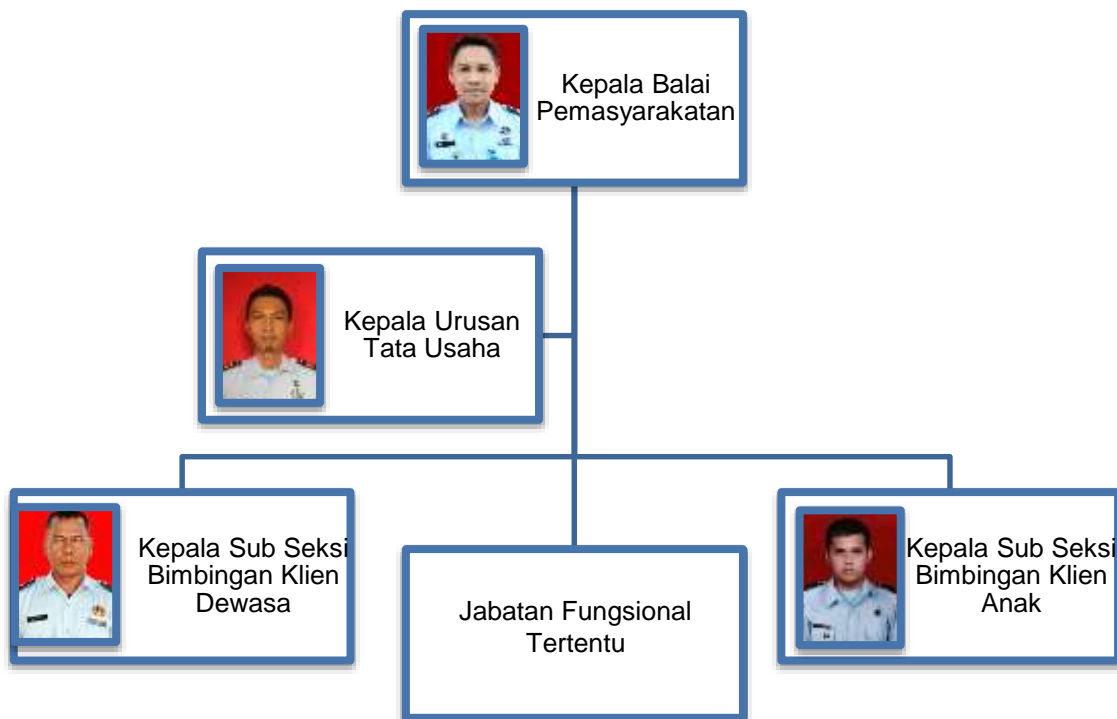 Kepala Balai
Pemasyarakatan
Kepala Urusan
Tata Usaha
Kepala Sub Seksi
Bimbingan Klien
Dewasa
Jabatan Fungsional
Tertentu
Kepala Sub Seksi
Bimbingan Klien
Anak